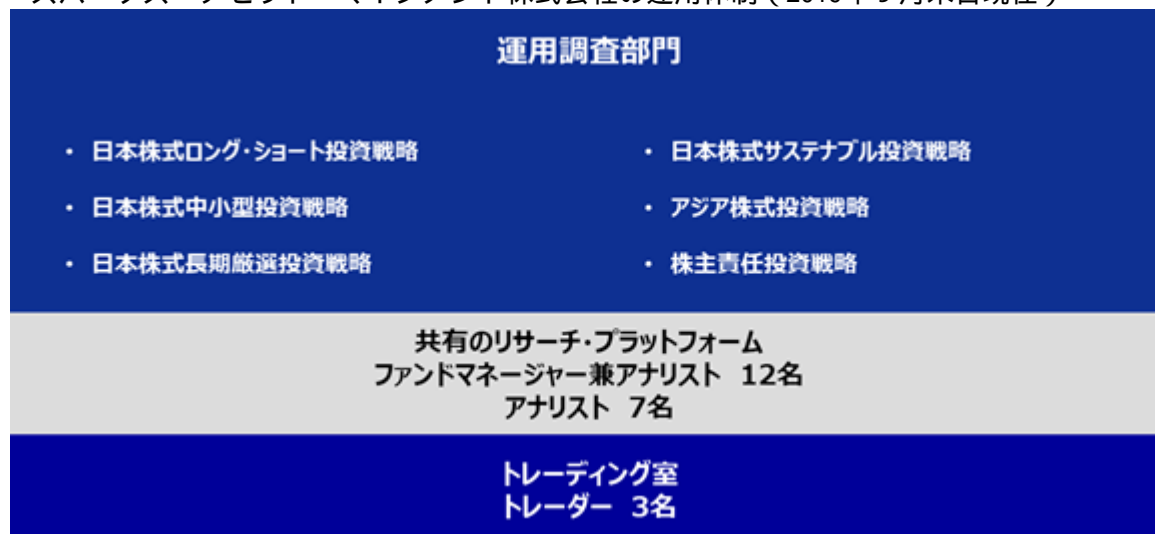 運用調査部門
・ 日本株式ロング・ショート投資戦略
・ 日本株式サステナブル投資戦略
・ 日本株式中小型投資戦略
・ アジア株式投資戦略
・ 日本株式長期厳選投資戦略
・ 株主責任投資戦略
共有のリサーチ・プラットフォーム
ファンドマネージャー兼アナリスト 12名
アナリスト 7名
トレーディング室
トレーダー 3名